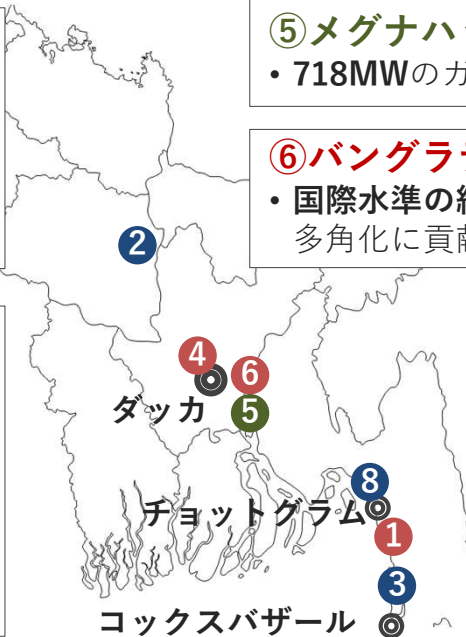 ⑤メグナハ
• 718MWのガ
⑥バングラ
• 国際水準の
多角化に貢
2
4
6
ダッカ
5
8
チョットグラム
1
3
コックスバザール